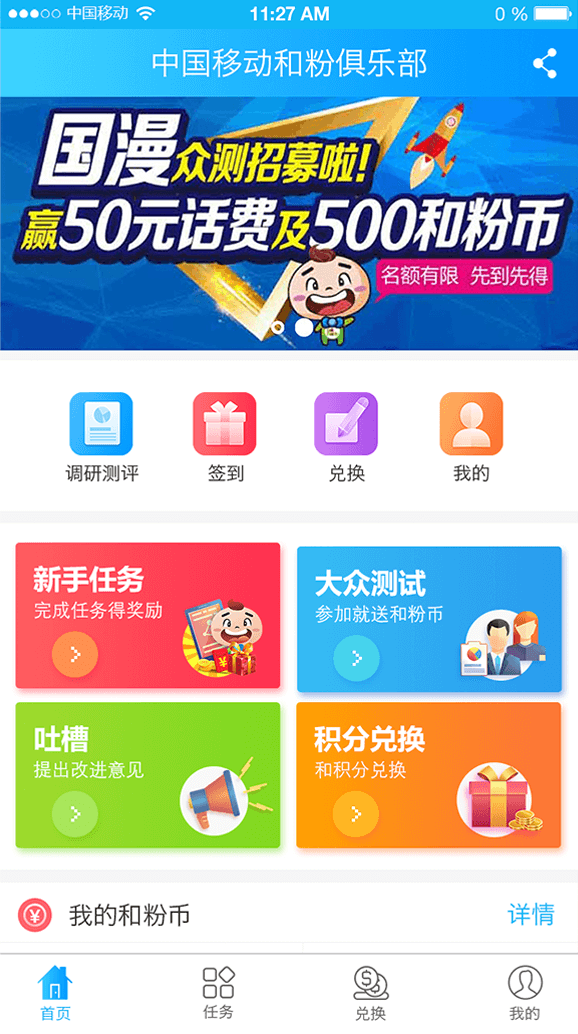 中国移动 11:27 AM 0 %
中国移动和粉俱乐部
国漫众测招募啦!
赢50元话费及500和粉币
名额有限 先到先得
调研测评 签到 兑换 我的
新手任务
完成任务得奖励
大众测试
参加就送和粉币
吐槽
提出改进意见
积分兑换
和积分兑换
我的和粉币 详情
首页 任务 兑换 我的